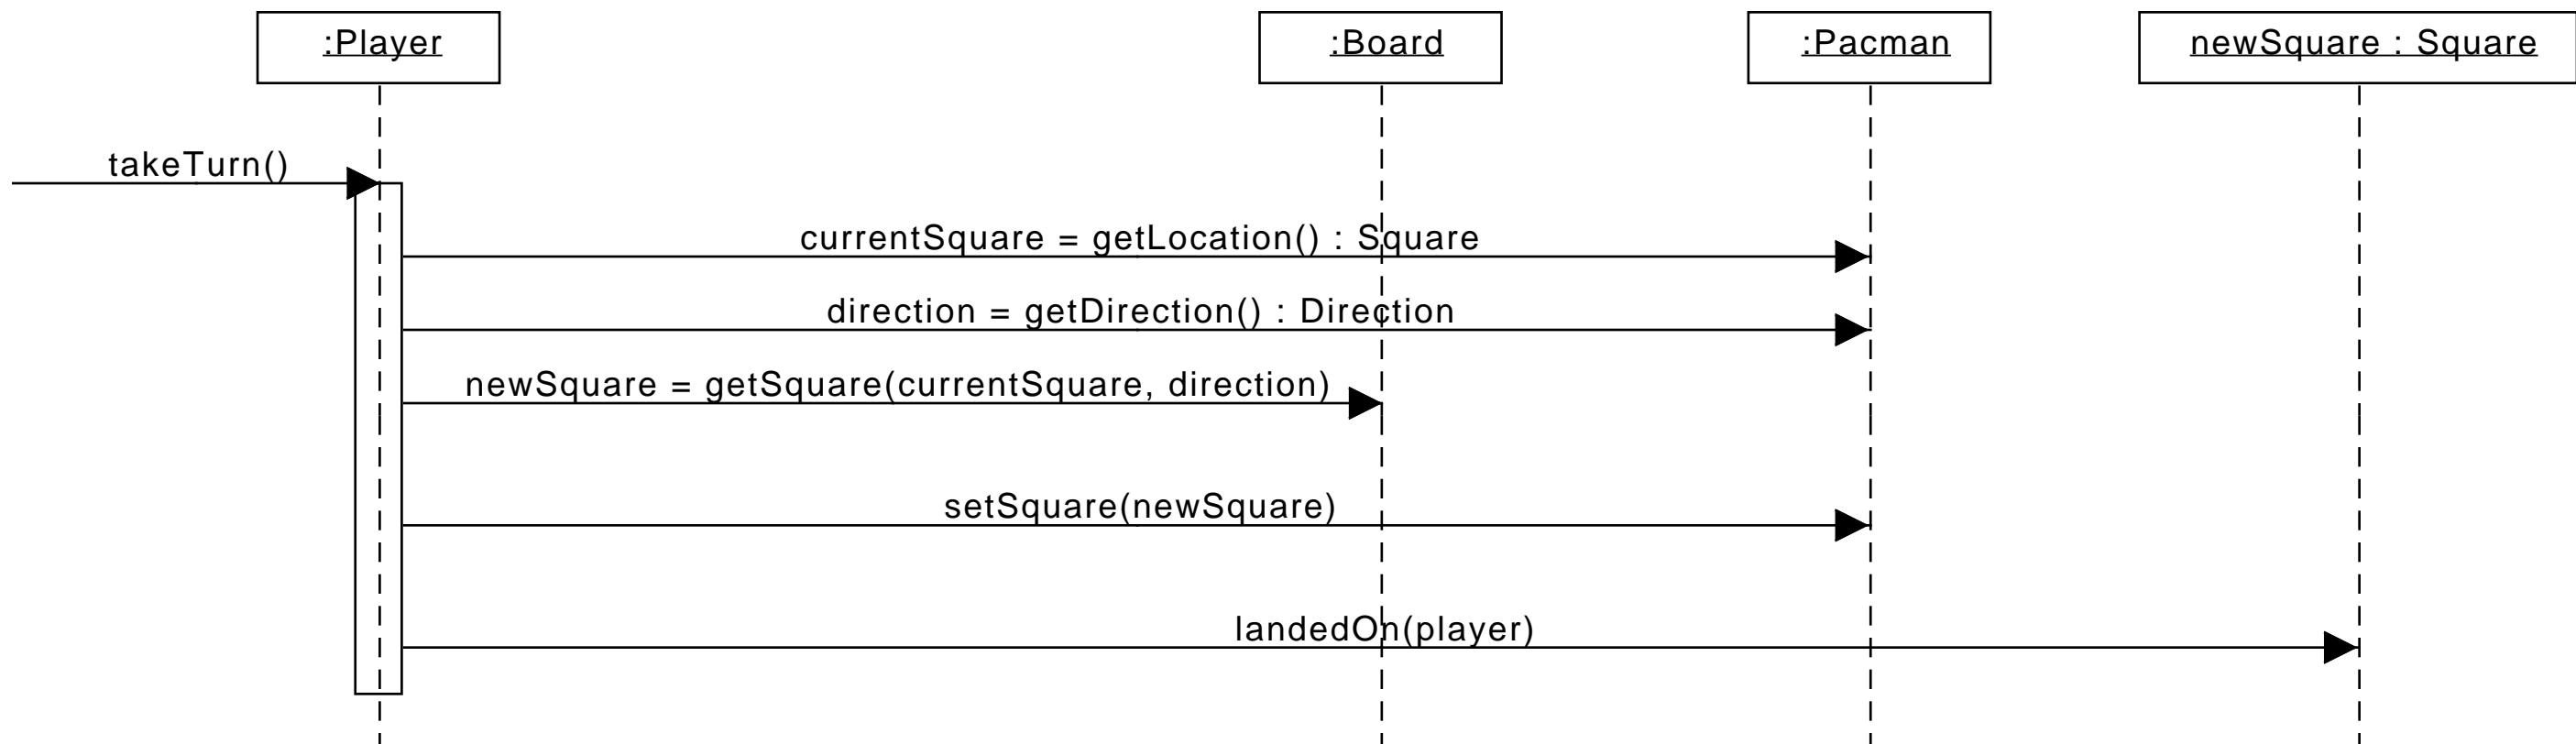 :Player
:Board
:Pacman
newSquare : Square
takeTurn()
currentSquare = getLocation() : Square
direction = getDirection() : Direction
newSquare = getSquare(currentSquare, direction)
setSquare(newSquare)
landedOn(player)